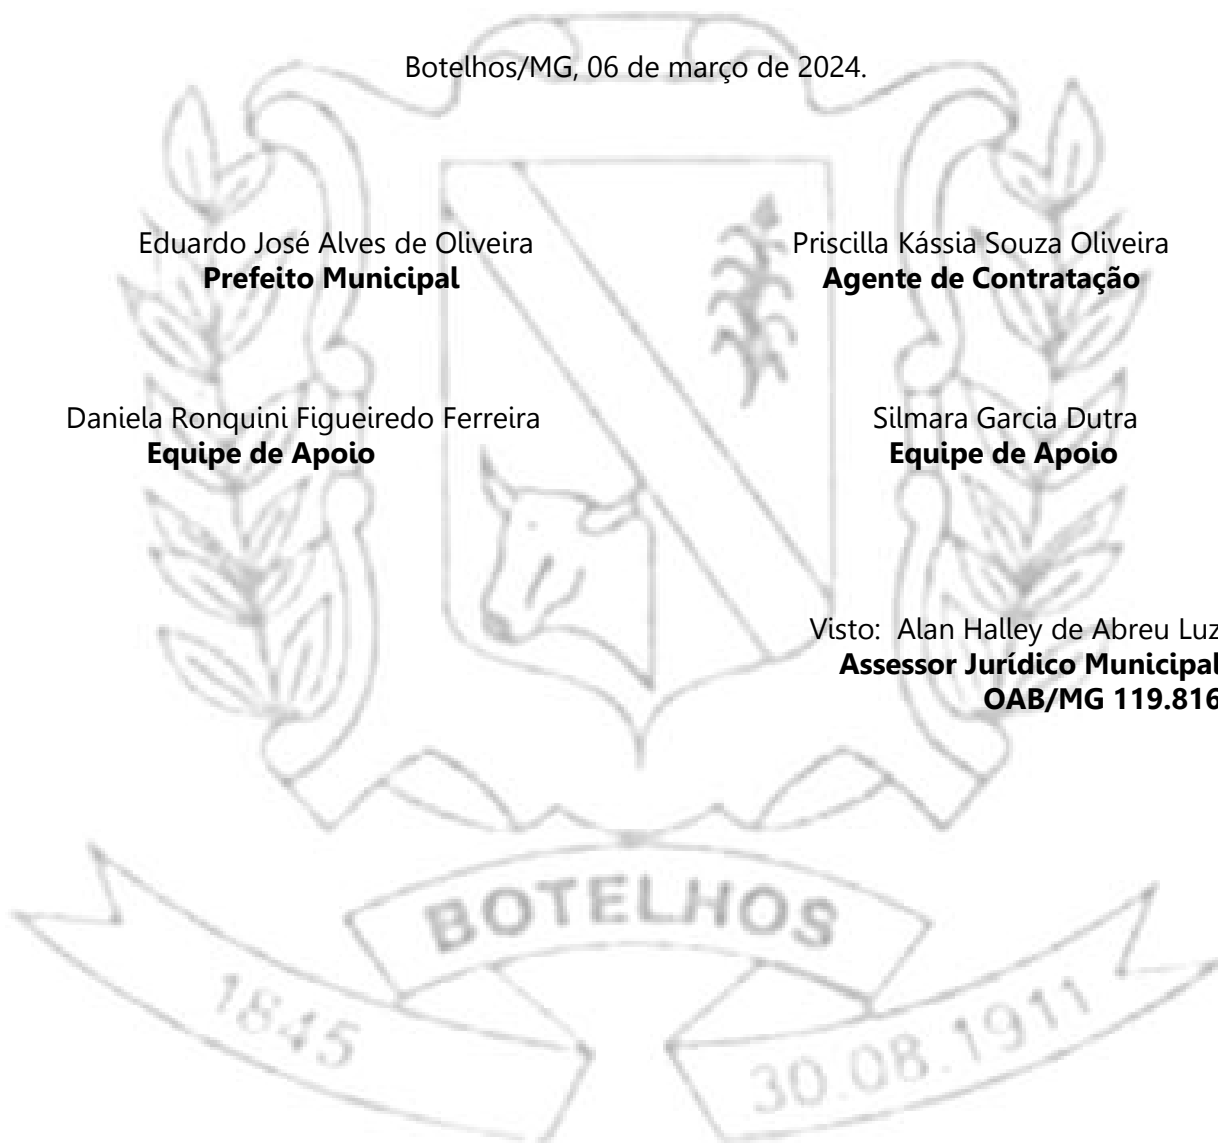 Botelhos/MG, 06 de março de 2024.
Eduardo José Alves de Oliveira
Prefeito Municipal
Priscilla Kássia Souza Oliveira
Agente de Contratação
Daniela Ronquini Figueiredo Ferreira
Equipe de Apoio
Silmara Garcia Dutra
Equipe de Apoio
Visto: Alan Halley de Abreu Luz
Assessor Jurídico Municipal
OAB/MG 119.816
BOTELHOS
1845
30.08.1911